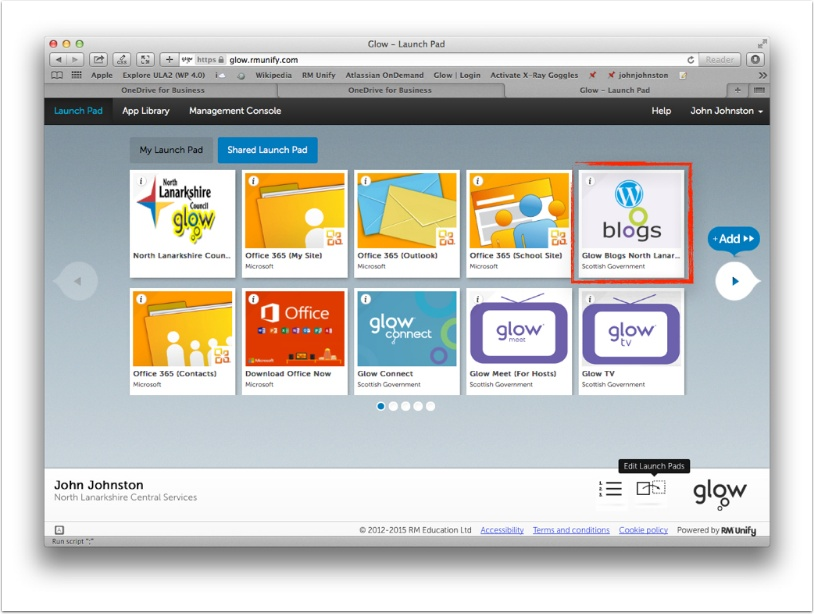 Glow – Launch Pad
https glow.rmunify.com Reader
Apple Explore ULA2 (WP 4.0) Wikipedia RM Unify Atlassian OnDemand Glow | Login Activate X-Ray Goggles johnjohnston
OneDrive for Business OneDrive for Business Glow – Launch Pad
Launch Pad App Library Management Console Help John Johnston
My Launch Pad Shared Launch Pad
North Lanarkshire Council glow
blogs
North Lanarkshire Coun...
Office 365 (My Site)
Microsoft
Office 365 (Outlook)
Microsoft
Office 365 (School Site)
Microsoft
Glow Blogs North Lanar...
Scottish Government
+Add
Office
Microsoft
glow connect
glow meet
glow tv
Office 365 (Contacts)
Microsoft
Download Office Now
Microsoft
Glow Connect
Scottish Government
Glow Meet (For Hosts)
Scottish Government
Glow TV
Scottish Government
Edit Launch Pads
John Johnston
North Lanarkshire Central Services
1
2
3
glow
© 2012-2015 RM Education Ltd Accessibility Terms and conditions Cookie policy Powered by RM Unify
Run script ";"